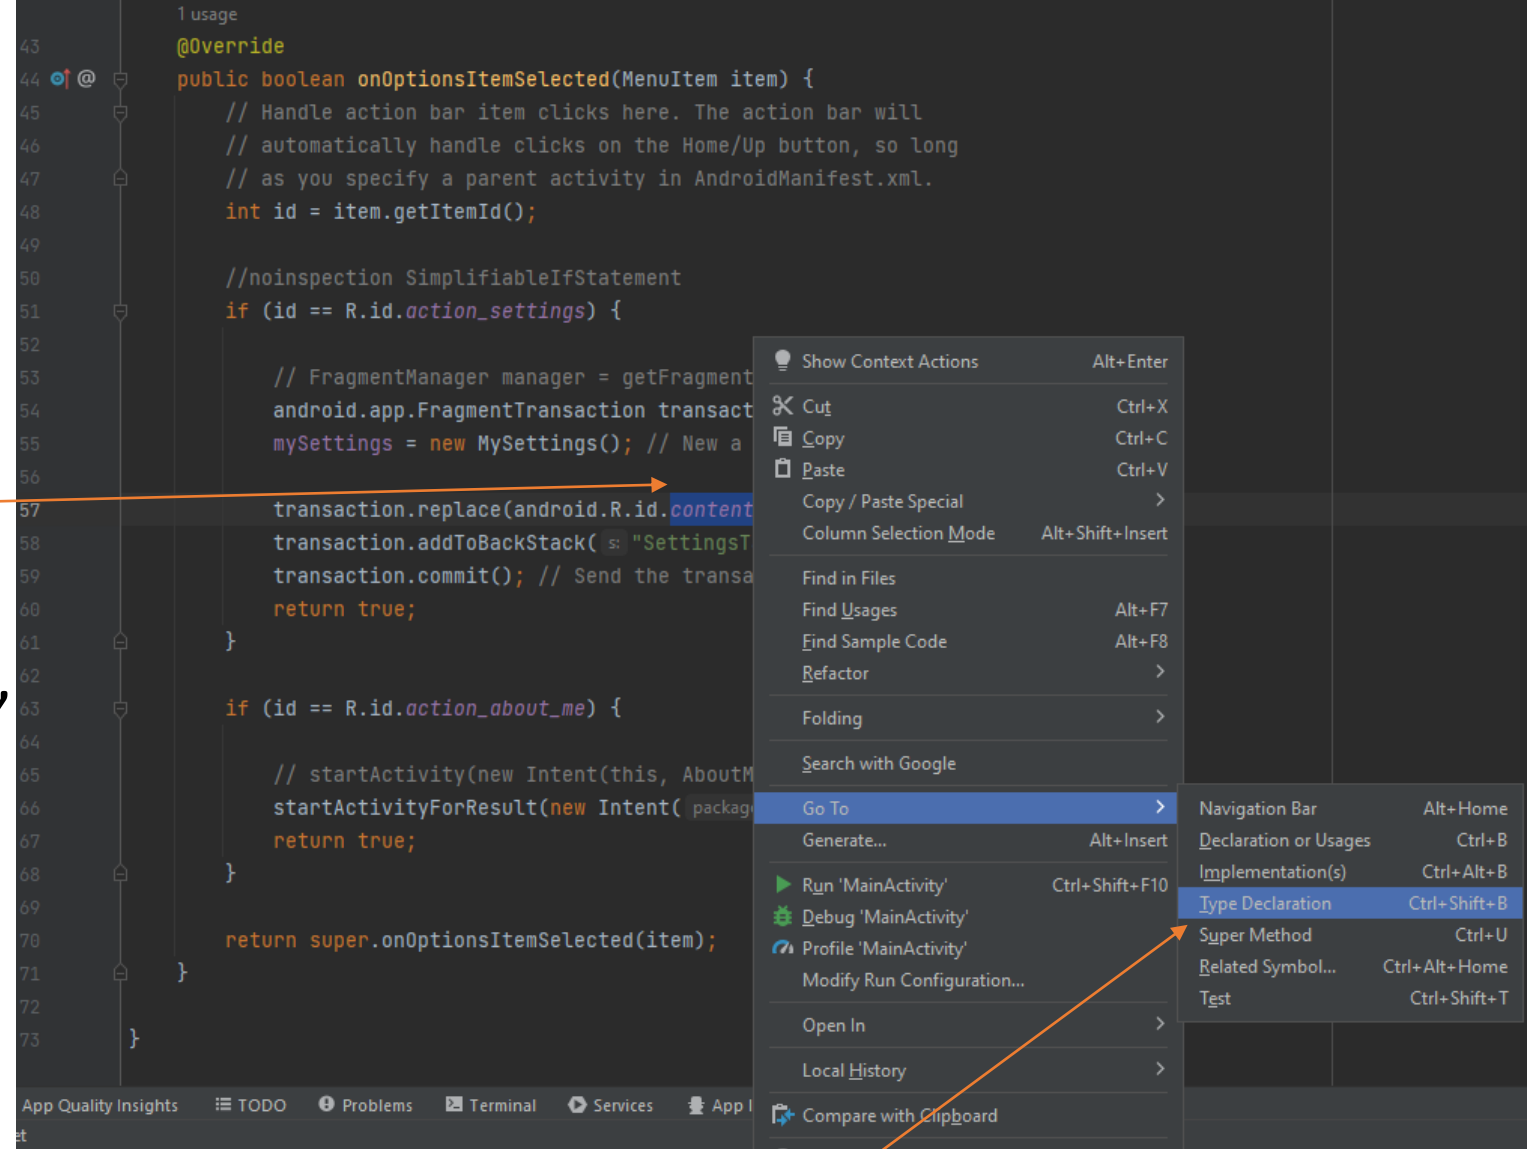 1 usage
43 @Override
44 @ public boolean onOptionsItemSelected(MenuItem item) {
45 // Handle action bar item clicks here. The action bar will
46 // automatically handle clicks on the Home/Up button, so long
47 // as you specify a parent activity in AndroidManifest.xml.
48 int id = item.getItemId();
49
50 //noinspection SimplifiableIfStatement
51 if (id == R.id.action_settings) {
52
53 // FragmentManager manager = getFragment
54 android.app.FragmentTransaction transact
55 mySettings = new MySettings(); // New a
56
57 transaction.replace(android.R.id.content
58 transaction.addToBackStack( s: "SettingsT
59 transaction.commit(); // Send the transa
60 return true;
61 }
62
63 if (id == R.id.action_about_me) {
64
65 // startActivity(new Intent(this, AboutM
66 startActivityForResult(new Intent( package
67 return true;
68 }
69
70 return super.onOptionsItemSelected(item);
71 }
72
73 }
Show Context Actions Alt+Enter
Cut Ctrl+X
Copy Ctrl+C
Paste Ctrl+V
Copy / Paste Special
Column Selection Mode Alt+Shift+Insert
Find in Files
Find Usages Alt+F7
Find Sample Code Alt+F8
Refactor
Folding
Search with Google
Go To
Generate... Alt+Insert
Run 'MainActivity' Ctrl+Shift+F10
Debug 'MainActivity'
Profile 'MainActivity'
Modify Run Configuration...
Open In
Local History
Compare with Clipboard
Navigation Bar Alt+Home
Declaration or Usages Ctrl+B
Implementation(s) Ctrl+Alt+B
Type Declaration Ctrl+Shift+B
Super Method Ctrl+U
Related Symbol... Ctrl+Alt+Home
Test Ctrl+Shift+T
App Quality Insights TODO Problems Terminal Services App I
et